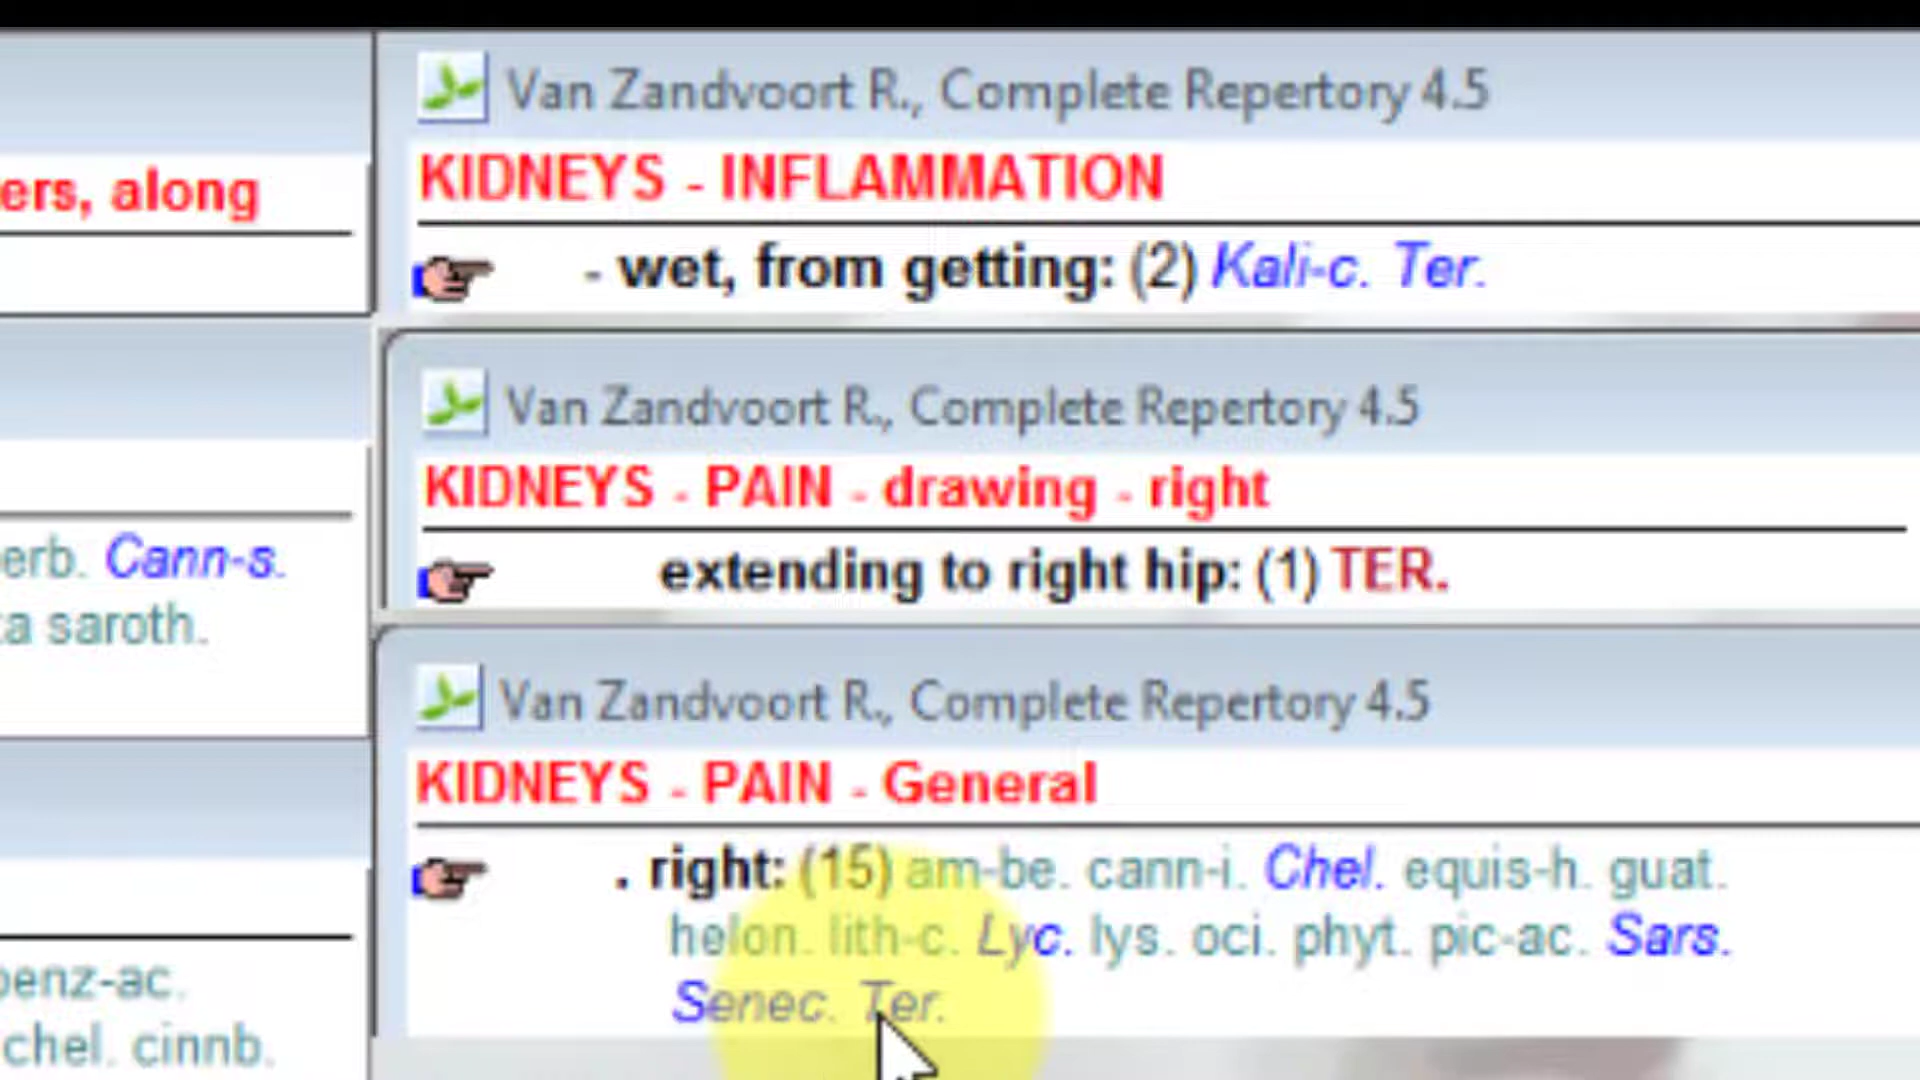 ers, along
erb. Cann-s.
ta saroth.
benz-ac.
chel. cinnb.
Van Zandvoort R., Complete Repertory 4.5
KIDNEYS - INFLAMMATION
- wet, from getting: (2) Kali-c. Ter.
Van Zandvoort R., Complete Repertory 4.5
KIDNEYS - PAIN - drawing - right
extending to right hip: (1) TER.
Van Zandvoort R., Complete Repertory 4.5
KIDNEYS - PAIN - General
. right: (15) am-be. cann-i. Chel. equis-h. guat.
helon. lith-c. Lyc. lys. oci. phyt. pic-ac. Sars.
Senec. Ter.